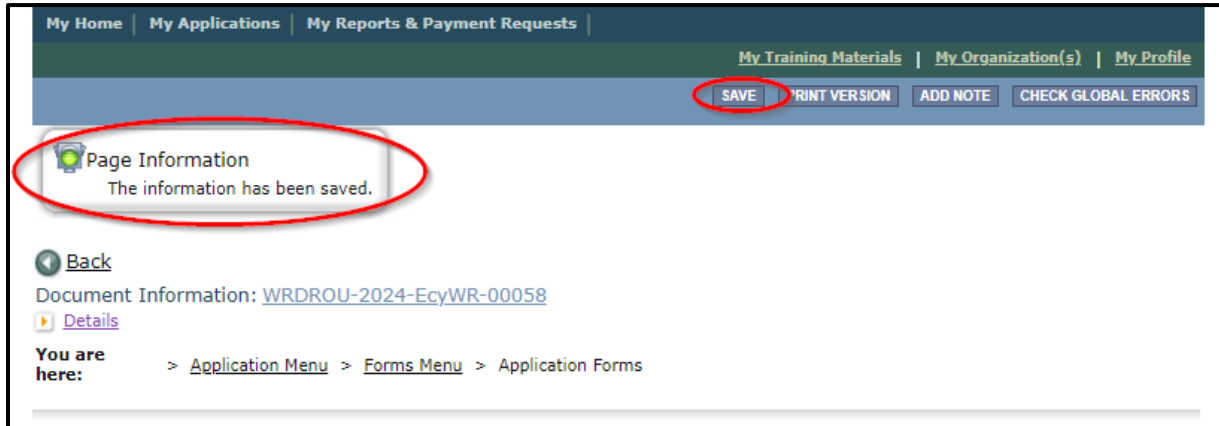 My Home | My Applications | My Reports & Payment Requests |
My Training Materials | My Organization(s) | My Profile
SAVE PRINT VERSION ADD NOTE CHECK GLOBAL ERRORS
Page Information
The information has been saved.
Back
Document Information: WRDROU-2024-EcyWR-00058
Details
You are here: > Application Menu > Forms Menu > Application Forms